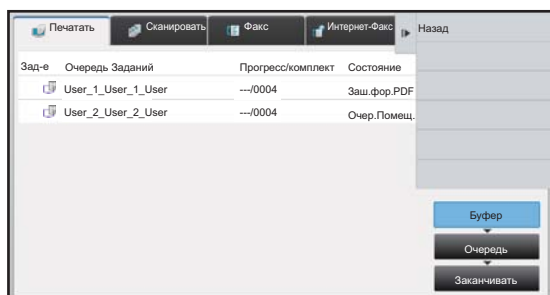 Печатать Сканировать Факс Интернет-Факс Назад
Зад-е Очередь Заданий Прогресс/комплект Состояние
User_1_User_1_User ---/0004 Заш.фор.PDF
User_2_User_2_User ---/0004 Очер.Помещ.
Буфер
Очередь
Заканчивать